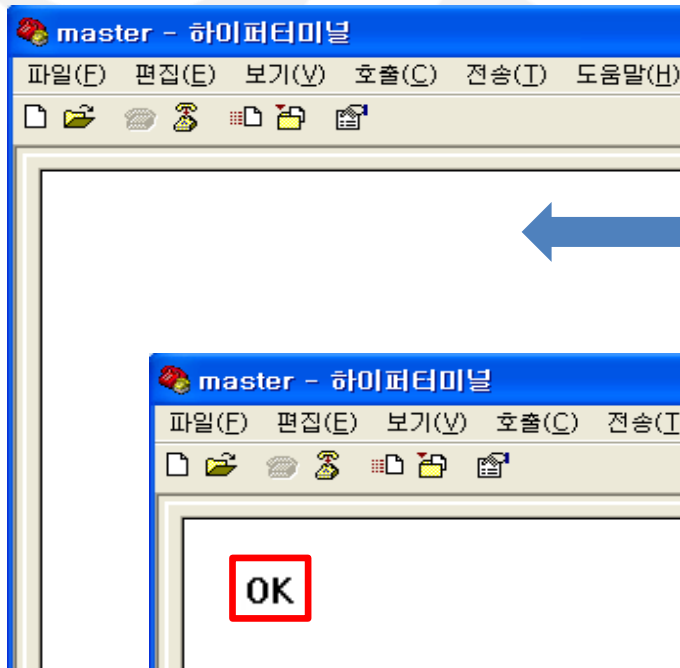 master - 하이퍼터미널
파일(F) 편집(E) 보기(V) 호출(C) 전송(T) 도움말(H)
master - 하이퍼터미널
파일(F) 편집(E) 보기(V) 호출(C) 전송(T
OK